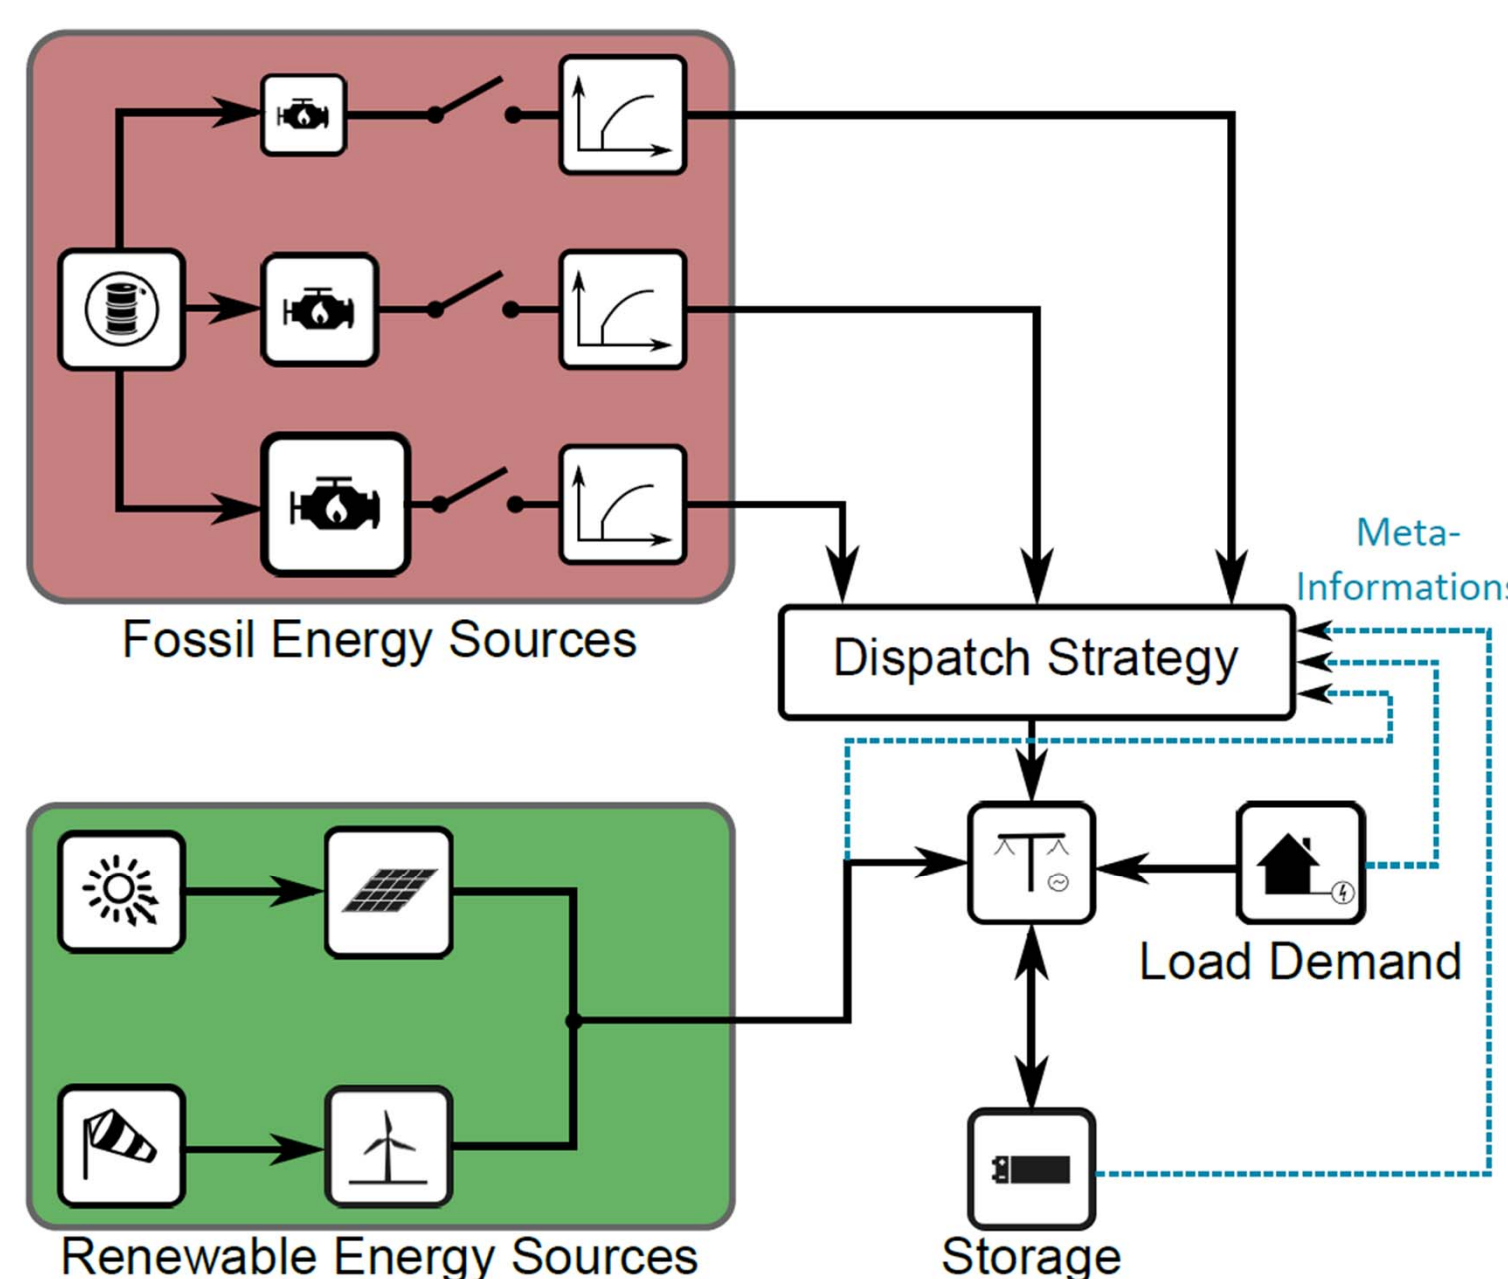 Meta-
Informations
Fossil Energy Sources
Dispatch Strategy
Load Demand
Renewable Energy Sources
Storage